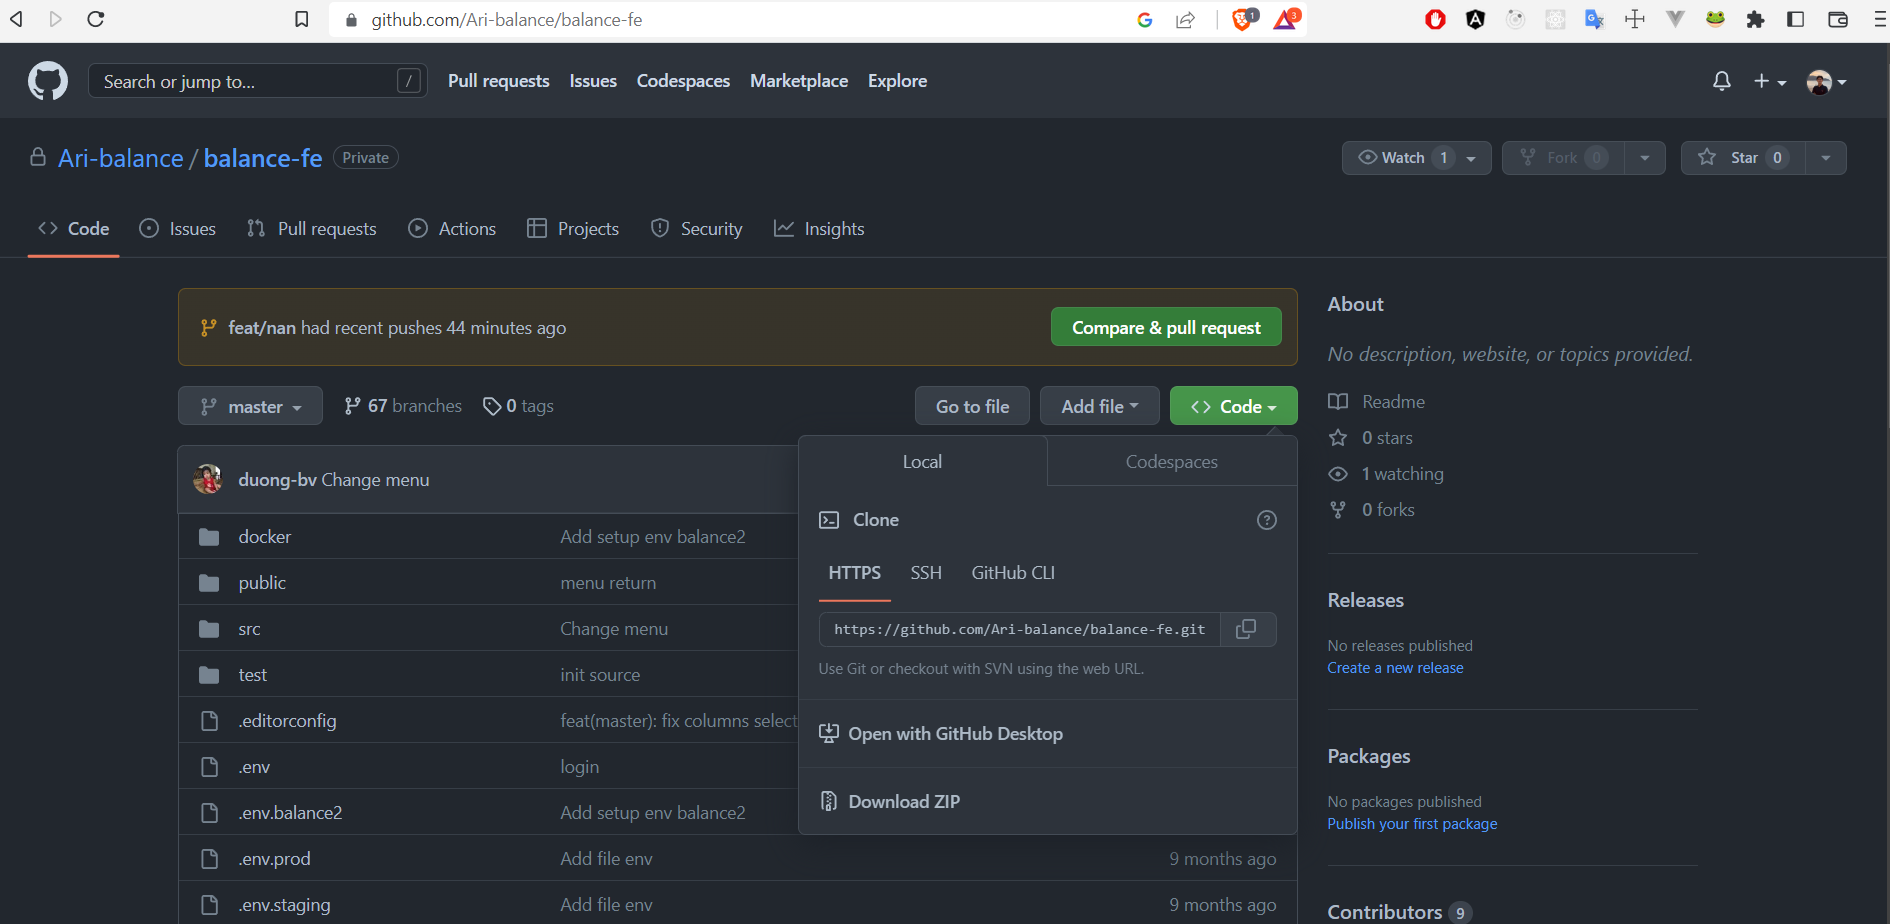 github.com/Ari-balance/balance-fe
1
3
Search or jump to...
/
Pull requests
Issues
Codespaces
Marketplace
Explore
Ari-balance / balance-fe
Private
Watch 1
Fork 0
Star 0
Code
Issues
Pull requests
Actions
Projects
Security
Insights
feat/nan had recent pushes 44 minutes ago
Compare & pull request
master
67 branches
0 tags
Go to file
Add file
Code
duong-bv Change menu
docker
Add setup env balance2
public
menu return
src
Change menu
test
init source
.editorconfig
feat(master): fix columns select
.env
login
.env.balance2
Add setup env balance2
.env.prod
Add file env
9 months ago
.env.staging
Add file env
9 months ago
Local
Codespaces
Clone
HTTPS
SSH
GitHub CLI
https://github.com/Ari-balance/balance-fe.git
Use Git or checkout with SVN using the web URL.
Open with GitHub Desktop
Download ZIP
About
No description, website, or topics provided.
Readme
0 stars
1 watching
0 forks
Releases
No releases published
Create a new release
Packages
No packages published
Publish your first package
Contributors 9